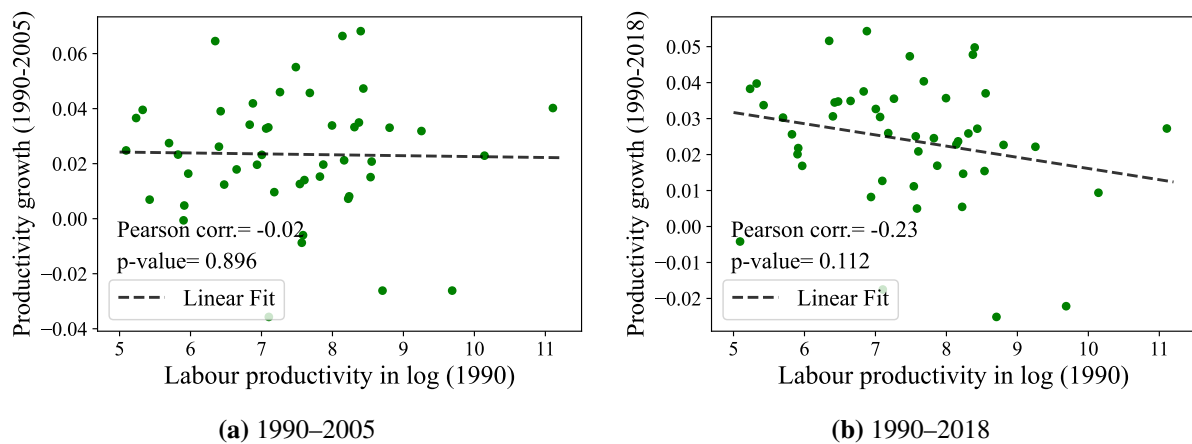 Productivity growth (1990-2005)
0.06
0.04
0.02
0.00
−0.02
−0.04
Pearson corr.= -0.02
p-value= 0.896
Linear Fit
5 6 7 8 9 10 11
Labour productivity in log (1990)
(a) 1990–2005
Productivity growth (1990-2018)
0.05
0.04
0.03
0.02
0.01
0.00
−0.01
−0.02
Pearson corr.= -0.23
p-value= 0.112
Linear Fit
5 6 7 8 9 10 11
Labour productivity in log (1990)
(b) 1990–2018